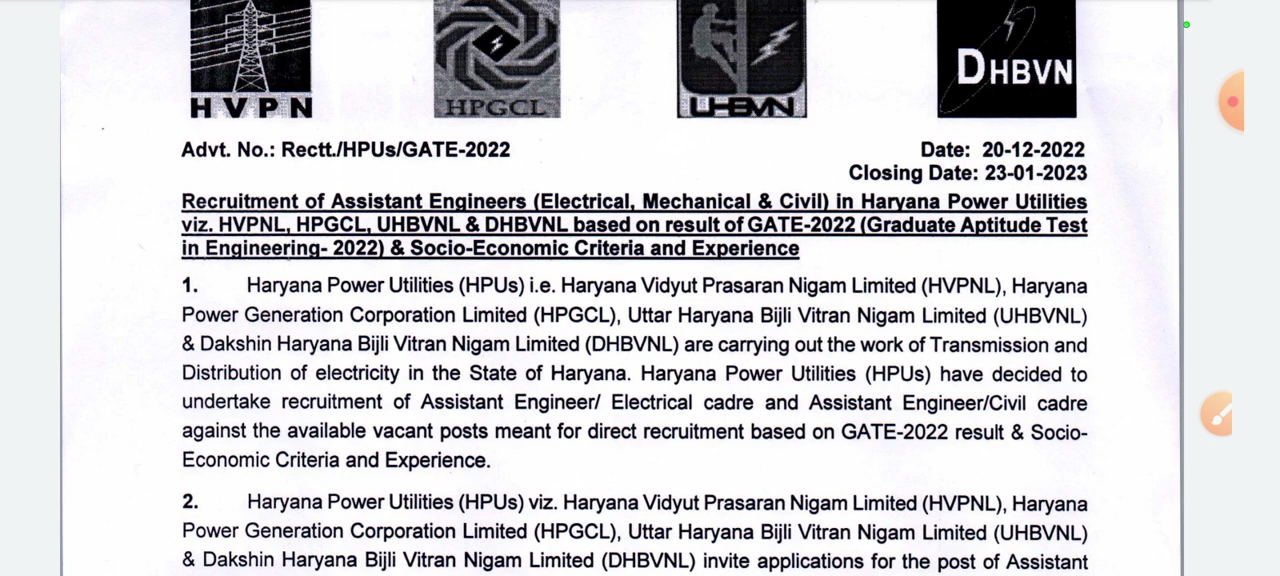 HVPN
HPGCL
UHBVN
DHBVN
Advt. No.: Rectt./HPUs/GATE-2022
Date: 20-12-2022
Closing Date: 23-01-2023
Recruitment of Assistant Engineers (Electrical, Mechanical & Civil) in Haryana Power Utilities
viz. HVPNL, HPGCL, UHBVNL & DHBVNL based on result of GATE-2022 (Graduate Aptitude Test
in Engineering- 2022) & Socio-Economic Criteria and Experience
1. Haryana Power Utilities (HPUs) i.e. Haryana Vidyut Prasaran Nigam Limited (HVPNL), Haryana
Power Generation Corporation Limited (HPGCL), Uttar Haryana Bijli Vitran Nigam Limited (UHBVNL)
& Dakshin Haryana Bijli Vitran Nigam Limited (DHBVNL) are carrying out the work of Transmission and
Distribution of electricity in the State of Haryana. Haryana Power Utilities (HPUs) have decided to
undertake recruitment of Assistant Engineer/ Electrical cadre and Assistant Engineer/Civil cadre
against the available vacant posts meant for direct recruitment based on GATE-2022 result & Socio-
Economic Criteria and Experience.
2. Haryana Power Utilities (HPUs) viz. Haryana Vidyut Prasaran Nigam Limited (HVPNL), Haryana
Power Generation Corporation Limited (HPGCL), Uttar Haryana Bijli Vitran Nigam Limited (UHBVNL)
& Dakshin Haryana Bijli Vitran Nigam Limited (DHBVNL) invite applications for the post of Assistant